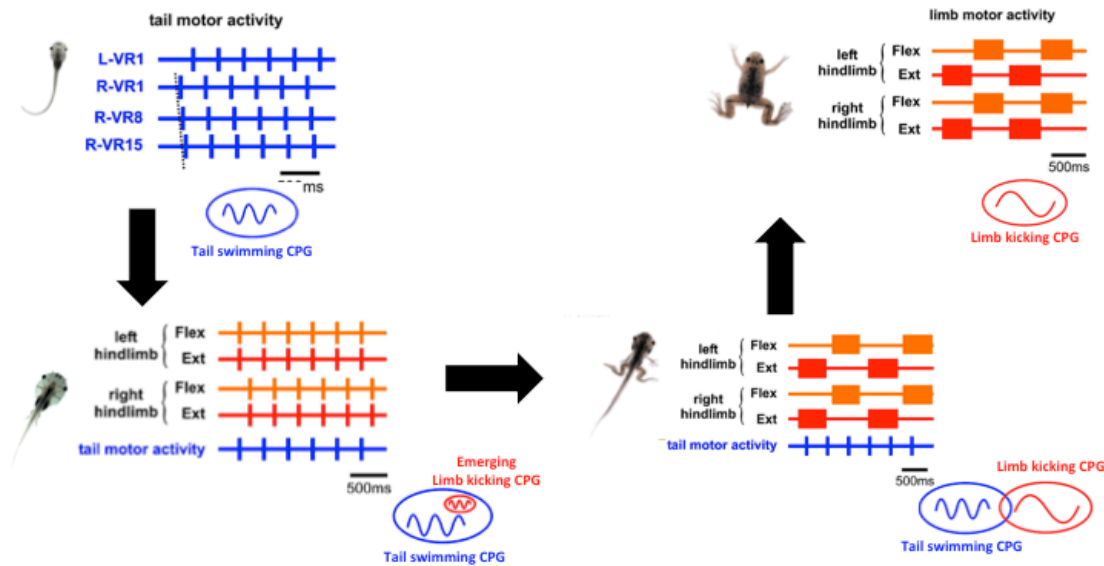 tail motor activity
L-VR1
R-VR1
R-VR8
R-VR15
ms
Tail swimming CPG
left hindlimb
Flex
Ext
right hindlimb
Flex
Ext
tail motor activity
500ms
Emerging
Limb kicking CPG
Tail swimming CPG
left hindlimb
Flex
Ext
right hindlimb
Flex
Ext
tail motor activity
500ms
Limb kicking CPG
Tail swimming CPG
limb motor activity
left hindlimb
Flex
Ext
right hindlimb
Flex
Ext
500ms
Limb kicking CPG